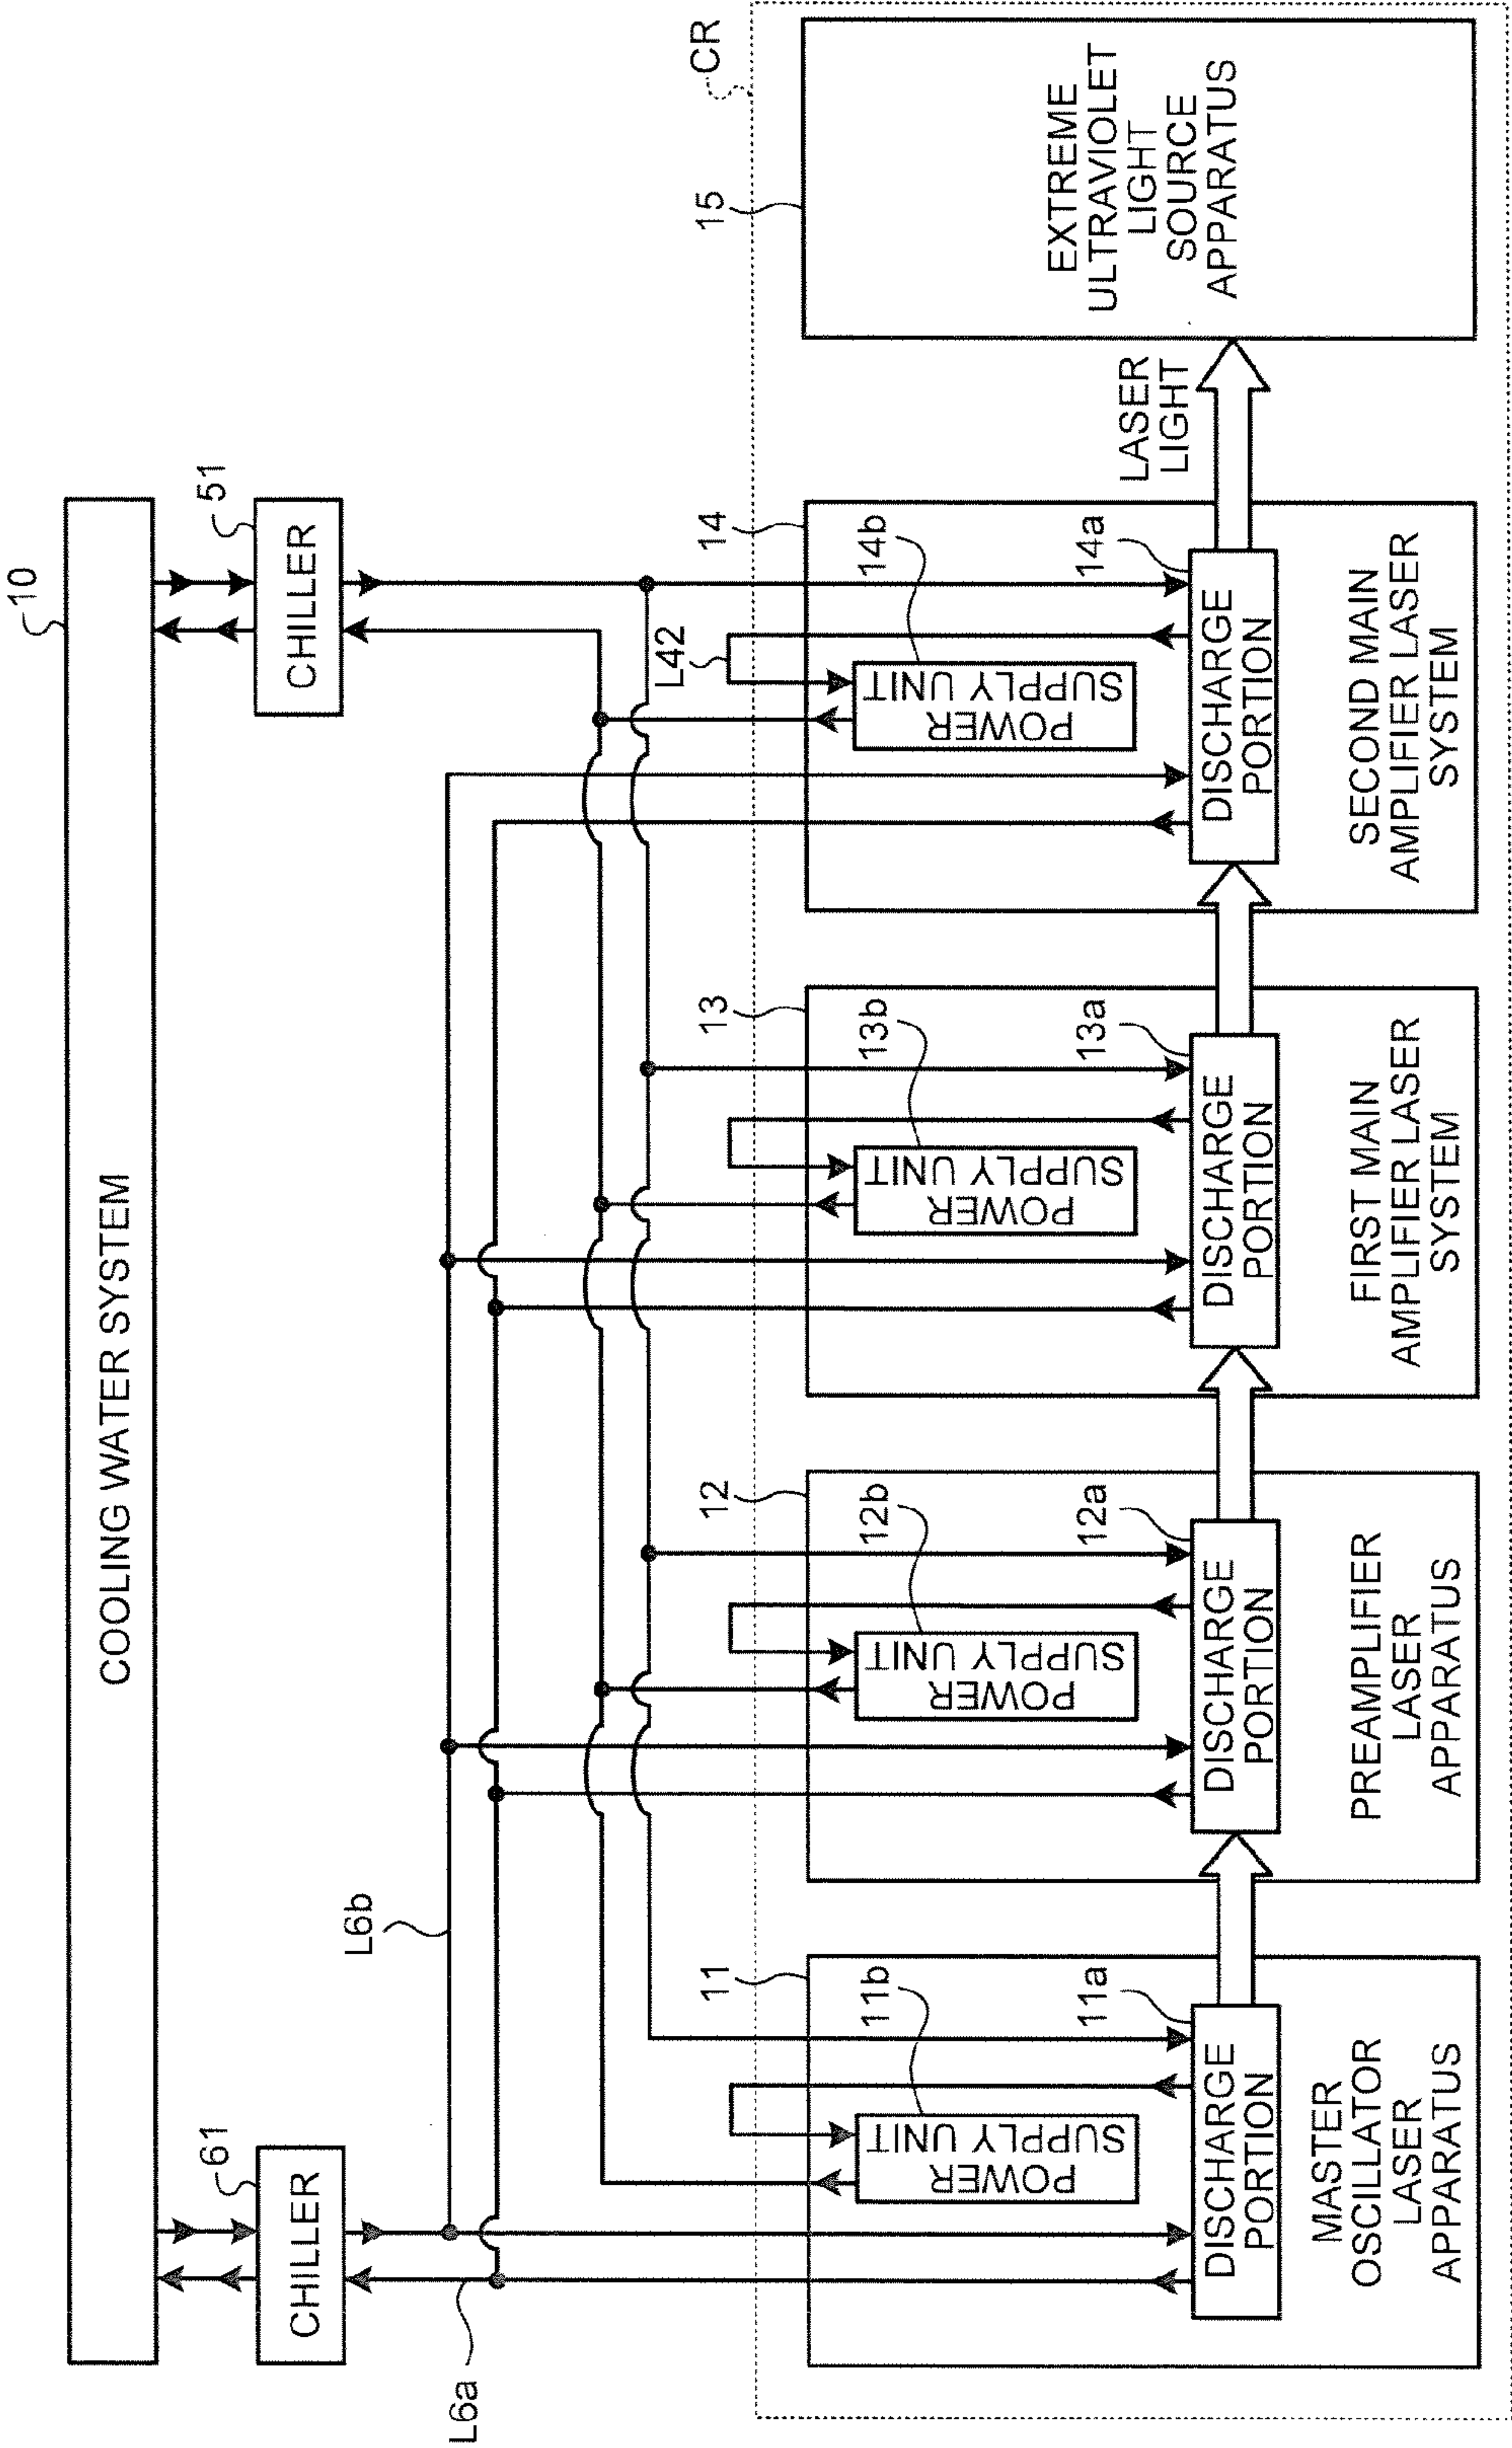 10
COOLING WATER SYSTEM
61
CHILLER
51
CHILLER
L6a
L6b
L42
CR
11
11b
POWER
SUPPLY UNIT
11a
DISCHARGE
PORTION
MASTER
OSCILLATOR
LASER
APPARATUS
12
12b
POWER
SUPPLY UNIT
12a
DISCHARGE
PORTION
PREAMPLIFIER
LASER
APPARATUS
13
13b
POWER
SUPPLY UNIT
13a
DISCHARGE
PORTION
FIRST MAIN
AMPLIFIER LASER
SYSTEM
14
14b
POWER
SUPPLY UNIT
14a
DISCHARGE
PORTION
SECOND MAIN
AMPLIFIER LASER
SYSTEM
LASER
LIGHT
15
EXTREME
ULTRAVIOLET
LIGHT
SOURCE
APPARATUS